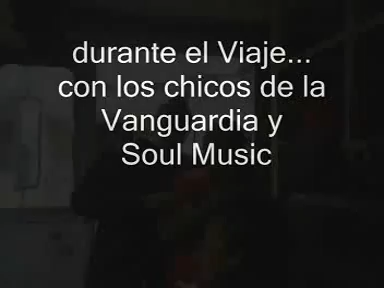 durante el Viaje...
con los chicos de la
Vanguardia y
Soul Music